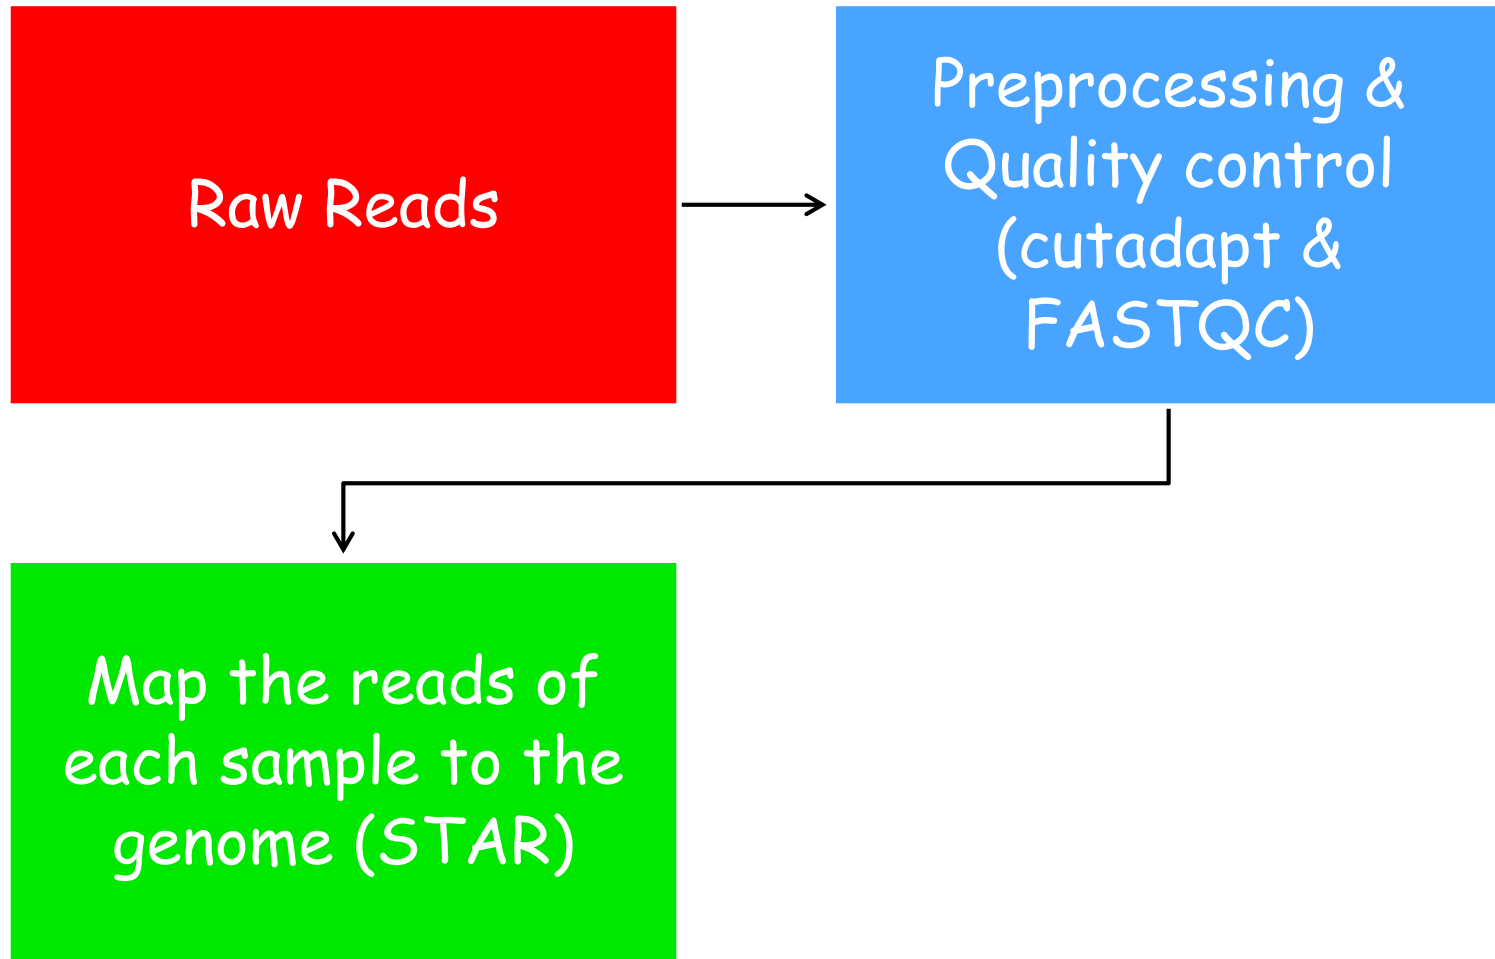 Raw Reads
Preprocessing &
Quality control
(cutadapt &
FASTQC)
Map the reads of
each sample to the
genome (STAR)